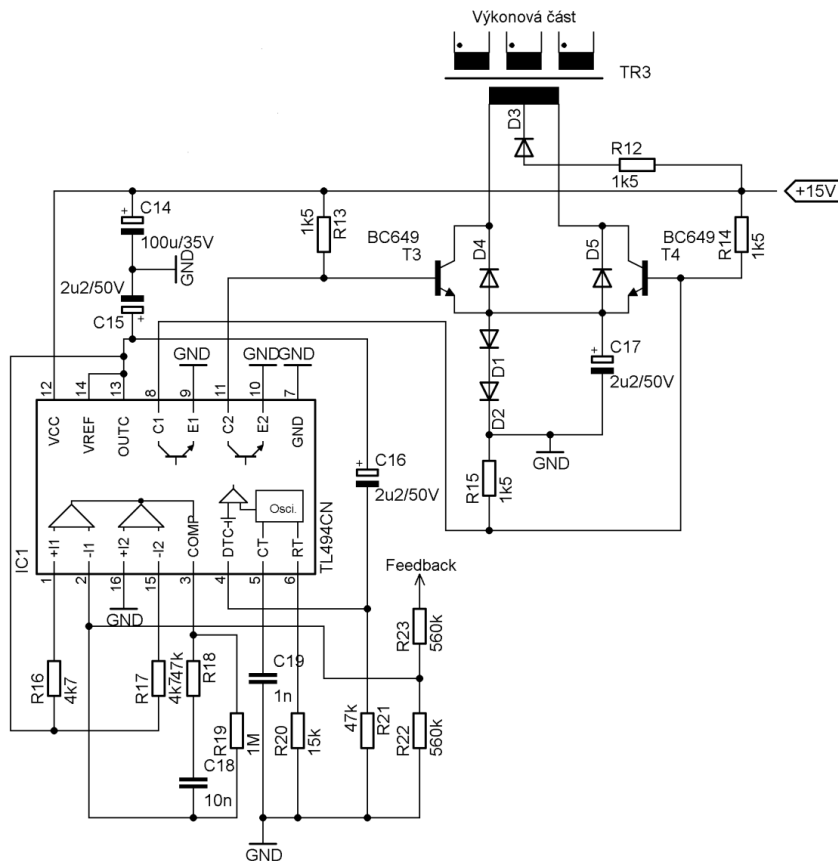 Výkonová část
TR3
D3
R12
1k5
+15V
C14
100u/35V
GND
2u2/50V
C15
1k5
R13
BC649
T3
D4
D5
BC649
T4
R14
1k5
GND
GND
GND
12
14
13
8
9
11
10
7
VCC
VREF
OUTC
C1
E1
C2
E2
GND
D1
D2
C17
2u2/50V
GND
C16
2u2/50V
R15
1k5
Osci.
IC1
TL494CN
+I1
-I1
+I2
-I2
COMP
DTC
CT
RT
1
2
16
15
3
4
5
6
GND
Feedback
R23
560k
R16
4k7
R17
4k7
47k
R18
C19
1n
R19
1M
R20
15k
47k
R21
R22
560k
C18
10n
GND